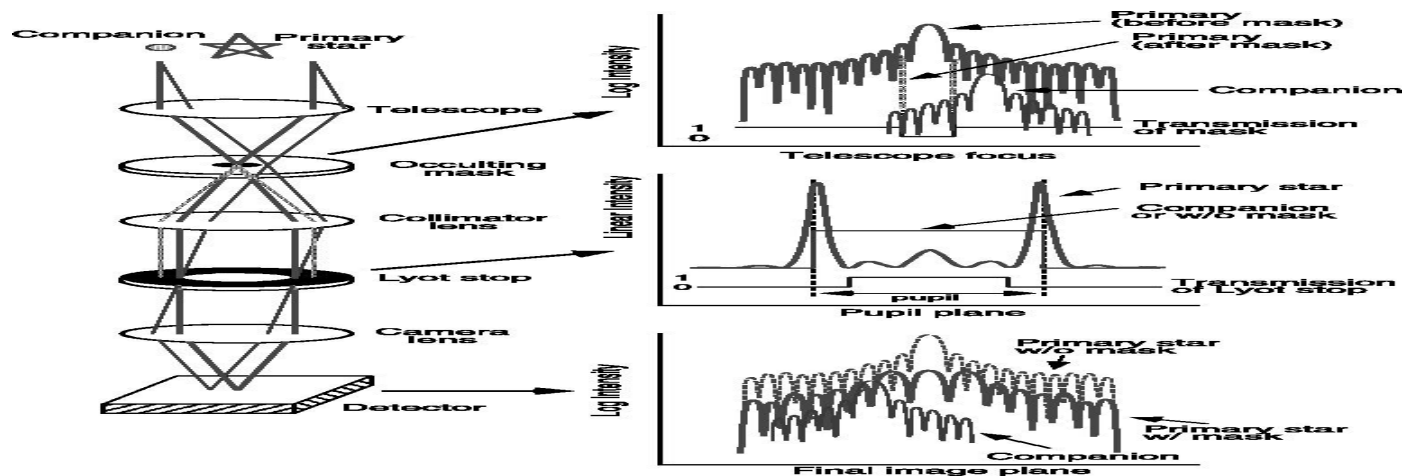 Companion
Primary
star
Telescope
Occulting
mask
Collimator
lens
Lyot stop
Camera
lens
Detector
Log Intensity
Primary
(before mask)
Primary
(after mask)
Companion
1
0
Transmission
of mask
Telescope focus
Linear Intensity
Primary star
Companion
or w/o mask
1
0
Transmission
of Lyot stop
pupil
Pupil plane
Log Intensity
Primary star
w/o mask
Primary star
w/ mask
Companion
Final image plane